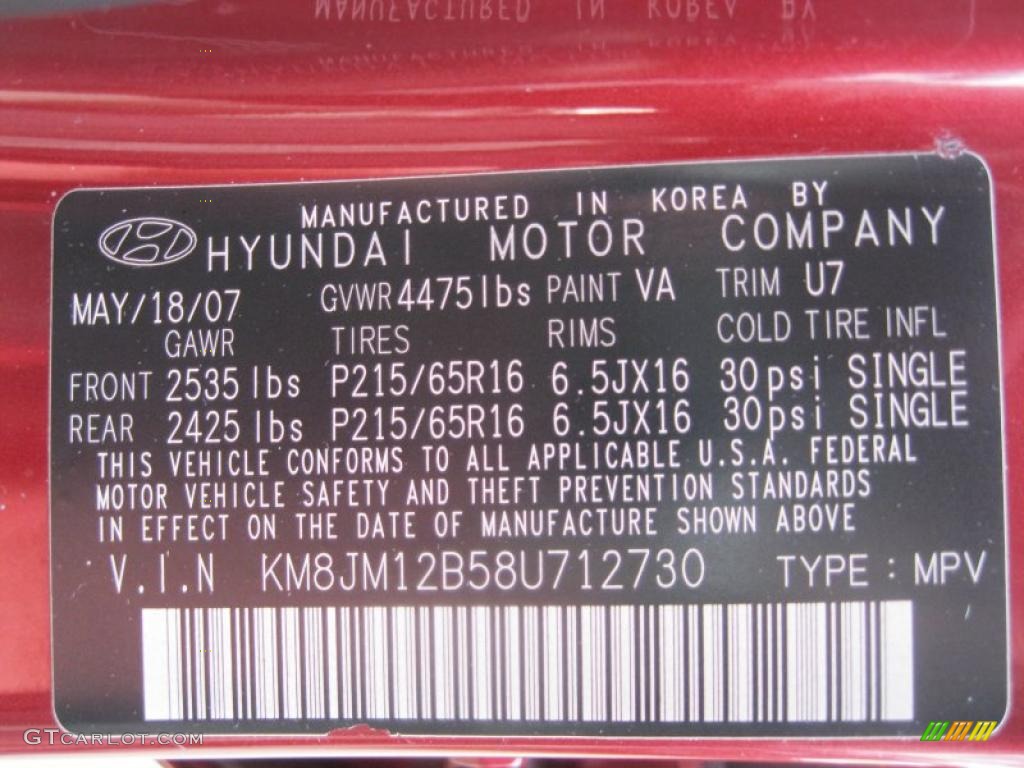 MANUFACTURED IN KOREA BY
HYUNDAI MOTOR COMPANY
MAY/18/07 GVWR 4475lbs PAINT VA TRIM U7
GAWR TIRES RIMS COLD TIRE INFL
FRONT 2535 lbs P215/65R16 6.5JX16 30psi SINGLE
REAR 2425 lbs P215/65R16 6.5JX16 30psi SINGLE
THIS VEHICLE CONFORMS TO ALL APPLICABLE U.S.A. FEDERAL
MOTOR VEHICLE SAFETY AND THEFT PREVENTION STANDARDS
IN EFFECT ON THE DATE OF MANUFACTURE SHOWN ABOVE
V.I.N KM8JM12B58U712730 TYPE : MPV
GTCARLOT.COM